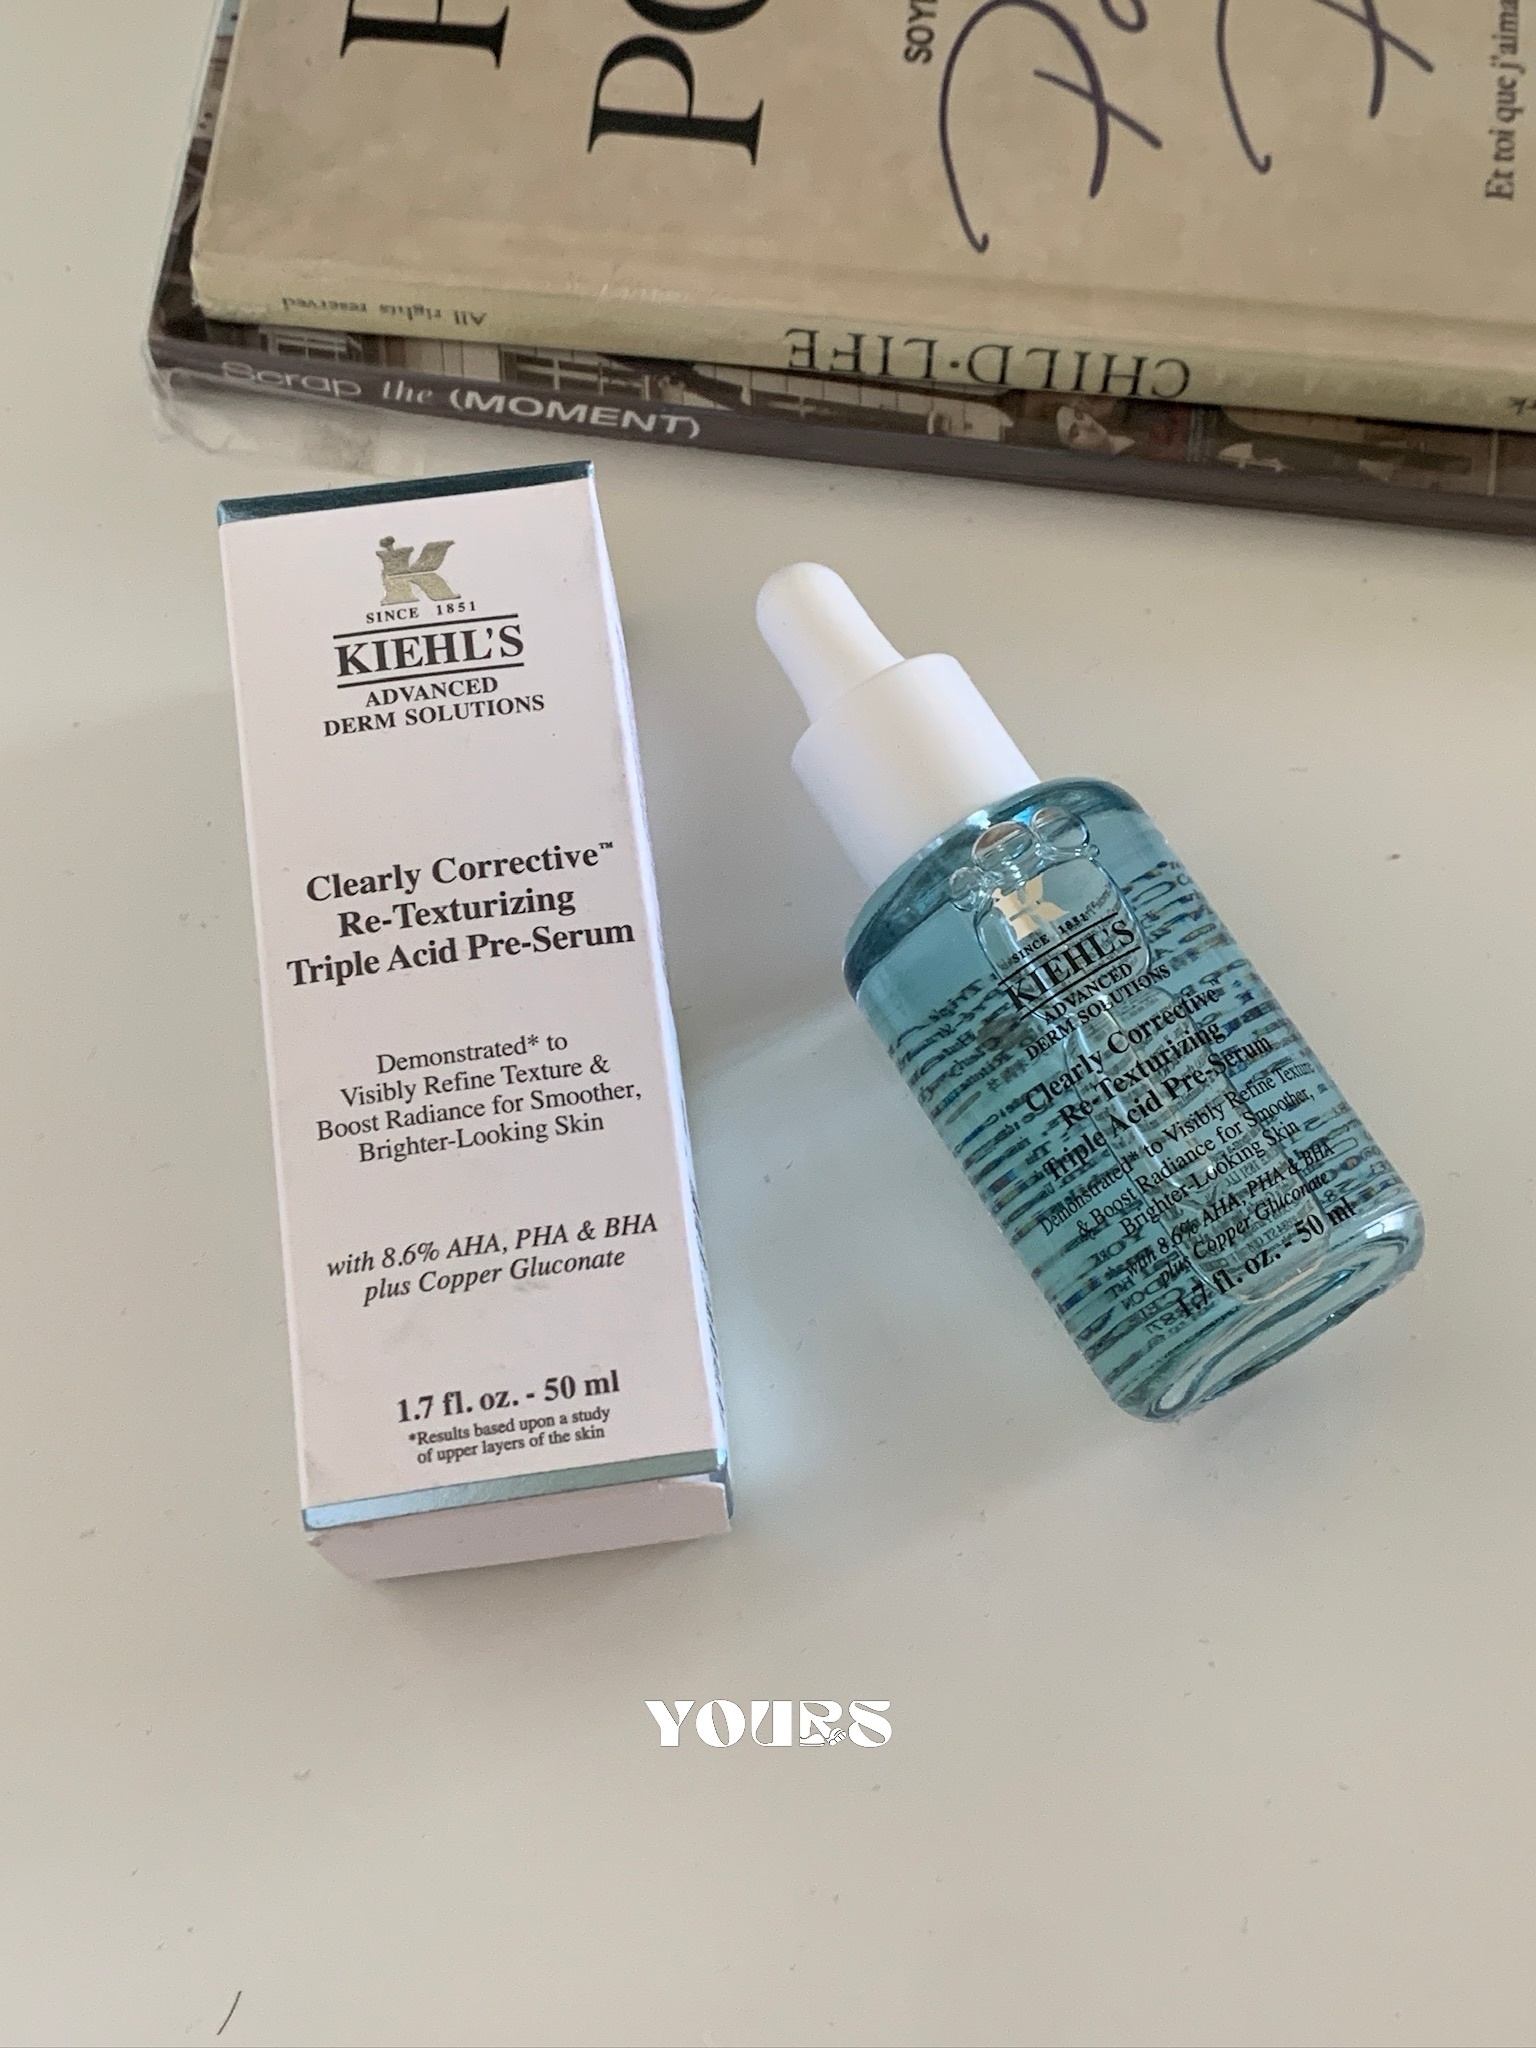 SOY
Et toi que j'aima
All rights reserved
CHILD·LIFE
Scrap the (MOMENT)
K
SINCE 1851
KIEHL'S
ADVANCED
DERM SOLUTIONS
Clearly Corrective™
Re-Texturizing
Triple Acid Pre-Serum
Demonstrated* to
Visibly Refine Texture &
Boost Radiance for Smoother,
Brighter-Looking Skin
with 8.6% AHA, PHA & BHA
plus Copper Gluconate
1.7 fl. oz. - 50 ml
*Results based upon a study
of upper layers of the skin
K
SINCE 1851
KIEHL'S
ADVANCED
DERM SOLUTIONS
Clearly Corrective™
Re-Texturizing
Triple Acid Pre-Serum
Demonstrated* to Visibly Refine Texture
& Boost Radiance for Smoother,
Brighter-Looking Skin
with 8.6% AHA, PHA & BHA
plus Copper Gluconate
1.7 fl. oz. - 50 ml
YOURS